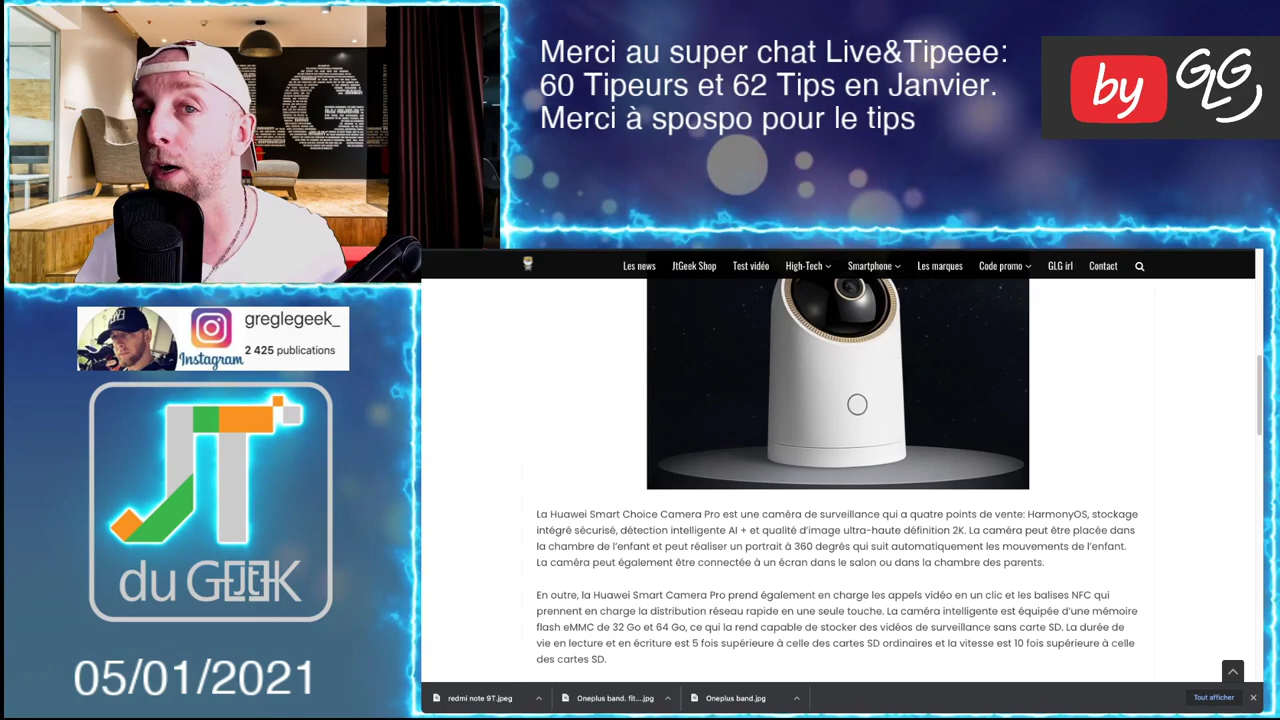 Merci au super chat Live&Tipeee:
60 Tipeurs et 62 Tips en Janvier.
Merci à spospo pour le tips
by GLG
Les news JtGeek Shop Test vidéo High-Tech Smartphone Les marques Code promo GLG irl Contact
greglegeek_
Instagram 2 425 publications
JT
du GEEK
05/01/2021
La Huawei Smart Choice Camera Pro est une caméra de surveillance qui a quatre points de vente: HarmonyOS, stockage
intégré sécurisé, détection intelligente AI + et qualité d'image ultra-haute définition 2K. La caméra peut être placée dans
la chambre de l'enfant et peut réaliser un portrait à 360 degrés qui suit automatiquement les mouvements de l'enfant.
La caméra peut également être connectée à un écran dans le salon ou dans la chambre des parents.
En outre, la Huawei Smart Camera Pro prend également en charge les appels vidéo en un clic et les balises NFC qui
prennent en charge la distribution réseau rapide en une seule touche. La caméra intelligente est équipée d'une mémoire
flash eMMC de 32 Go et 64 Go, ce qui la rend capable de stocker des vidéos de surveillance sans carte SD. La durée de
vie en lecture et en écriture est 5 fois supérieure à celle des cartes SD ordinaires et la vitesse est 10 fois supérieure à celle
des cartes SD.
redmi note 9T.jpeg Oneplus band. fit....jpg Oneplus band.jpg Tout afficher